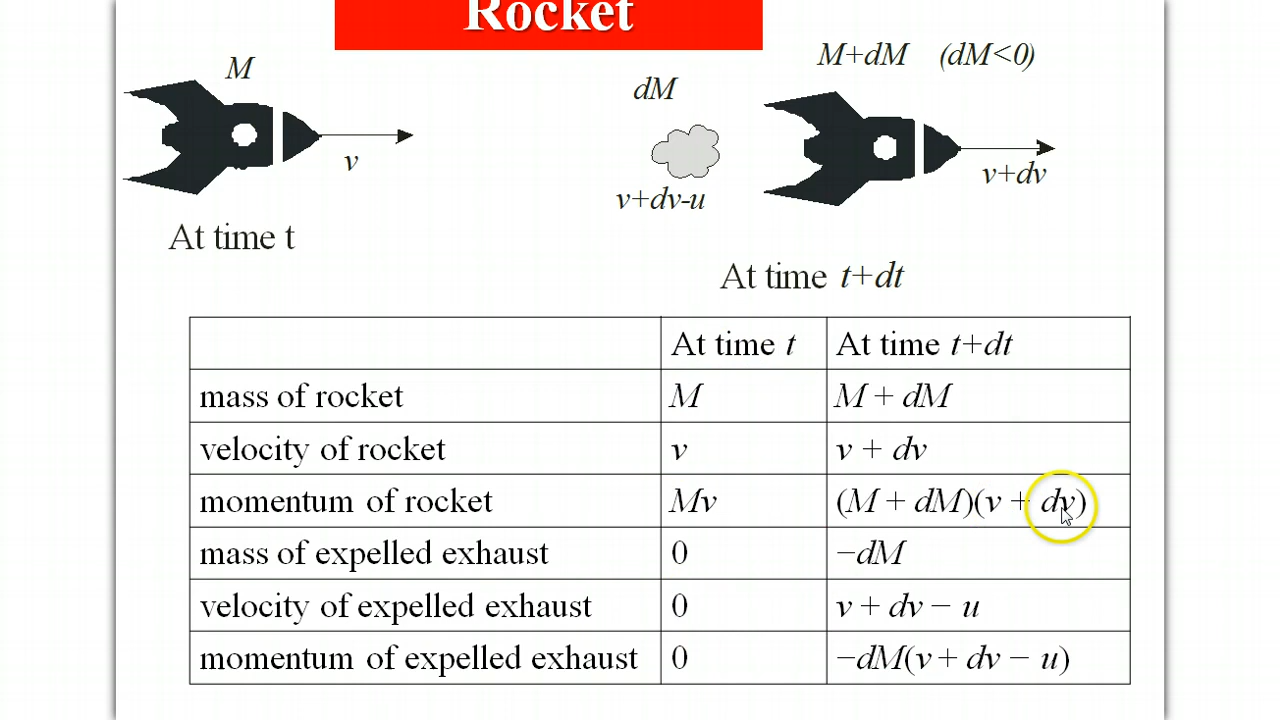 Rocket
M
v
At time t
dM
v+dv-u
M+dM (dM<0)
v+dv
At time t+dt
At time t At time t+dt
mass of rocket M M + dM
velocity of rocket v v + dv
momentum of rocket Mv (M + dM)(v + dv)
mass of expelled exhaust 0 −dM
velocity of expelled exhaust 0 v + dv − u
momentum of expelled exhaust 0 −dM(v + dv − u)